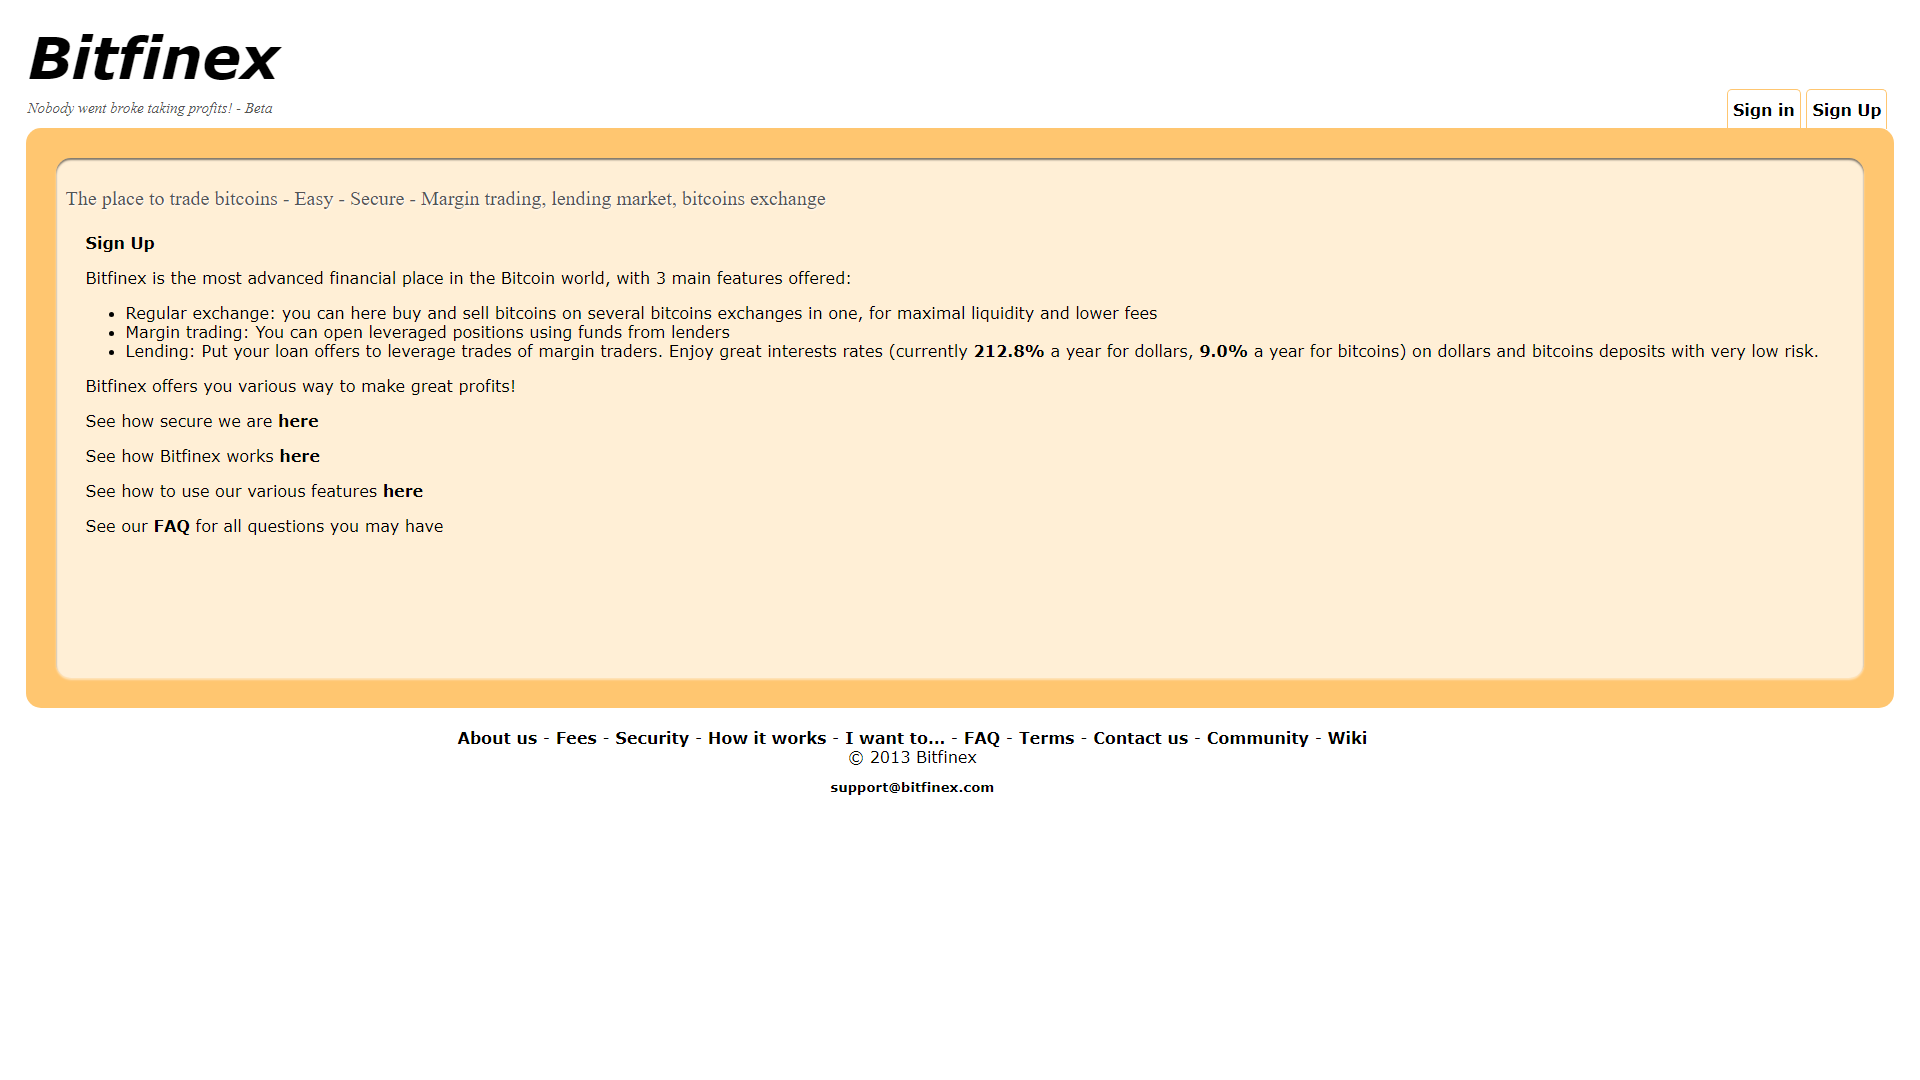 Bitfinex
Nobody went broke taking profits! - Beta
Sign in Sign Up
The place to trade bitcoins - Easy - Secure - Margin trading, lending market, bitcoins exchange
Sign Up
Bitfinex is the most advanced financial place in the Bitcoin world, with 3 main features offered:
• Regular exchange: you can here buy and sell bitcoins on several bitcoins exchanges in one, for maximal liquidity and lower fees
• Margin trading: You can open leveraged positions using funds from lenders
• Lending: Put your loan offers to leverage trades of margin traders. Enjoy great interests rates (currently 212.8% a year for dollars, 9.0% a year for bitcoins) on dollars and bitcoins deposits with very low risk.
Bitfinex offers you various way to make great profits!
See how secure we are here
See how Bitfinex works here
See how to use our various features here
See our FAQ for all questions you may have
About us - Fees - Security - How it works - I want to... - FAQ - Terms - Contact us - Community - Wiki
© 2013 Bitfinex
support@bitfinex.com